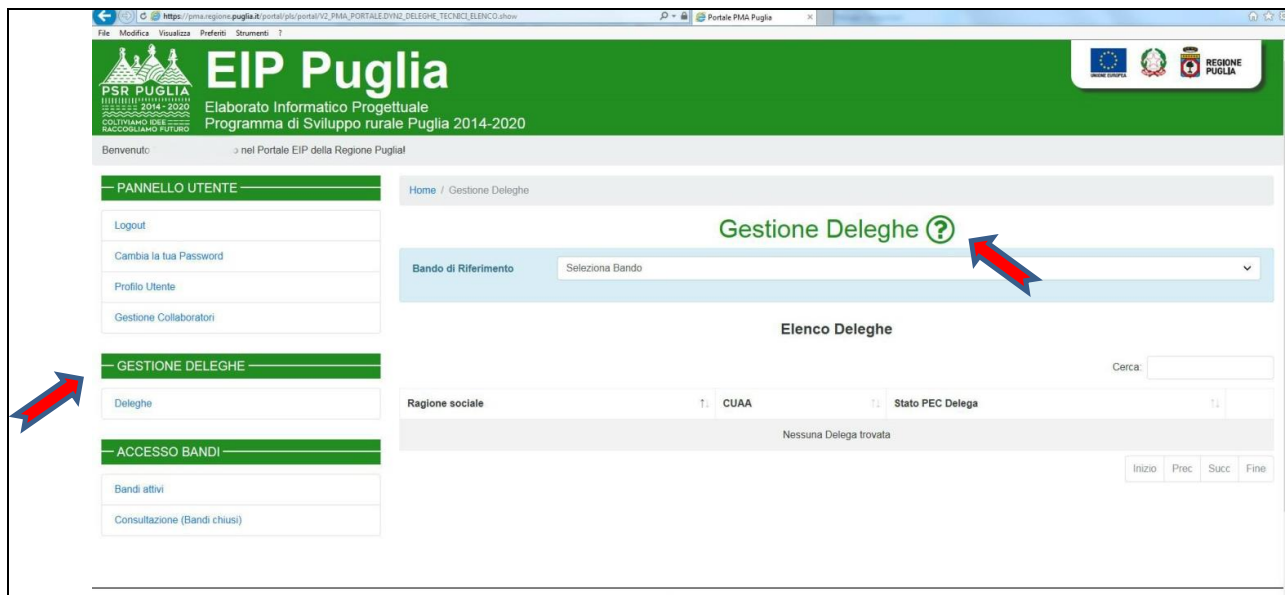 https://pma.regione.puglia.it/portal/pls/portal/V2_PMA_PORTALE.DYN2_DELEGHE_TECNICI_ELENCO.show
Portale PMA Puglia
File Modifica Visualizza Preferiti Strumenti ?
PSR PUGLIA
2014 - 2020
COLTIVIAMO IDEE
RACCOGLIAMO FUTURO
EIP Puglia
Elaborato Informatico Progettuale
Programma di Sviluppo rurale Puglia 2014-2020
UNIONE EUROPEA
REGIONE
PUGLIA
Benvenuto nel Portale EIP della Regione Puglia!
PANNELLO UTENTE
Logout
Cambia la tua Password
Profilo Utente
Gestione Collaboratori
GESTIONE DELEGHE
Deleghe
ACCESSO BANDI
Bandi attivi
Consultazione (Bandi chiusi)
Home / Gestione Deleghe
Gestione Deleghe ?
Bando di Riferimento Seleziona Bando
Elenco Deleghe
Cerca:
Ragione sociale CUAA Stato PEC Delega
Nessuna Delega trovata
Inizio Prec Succ Fine